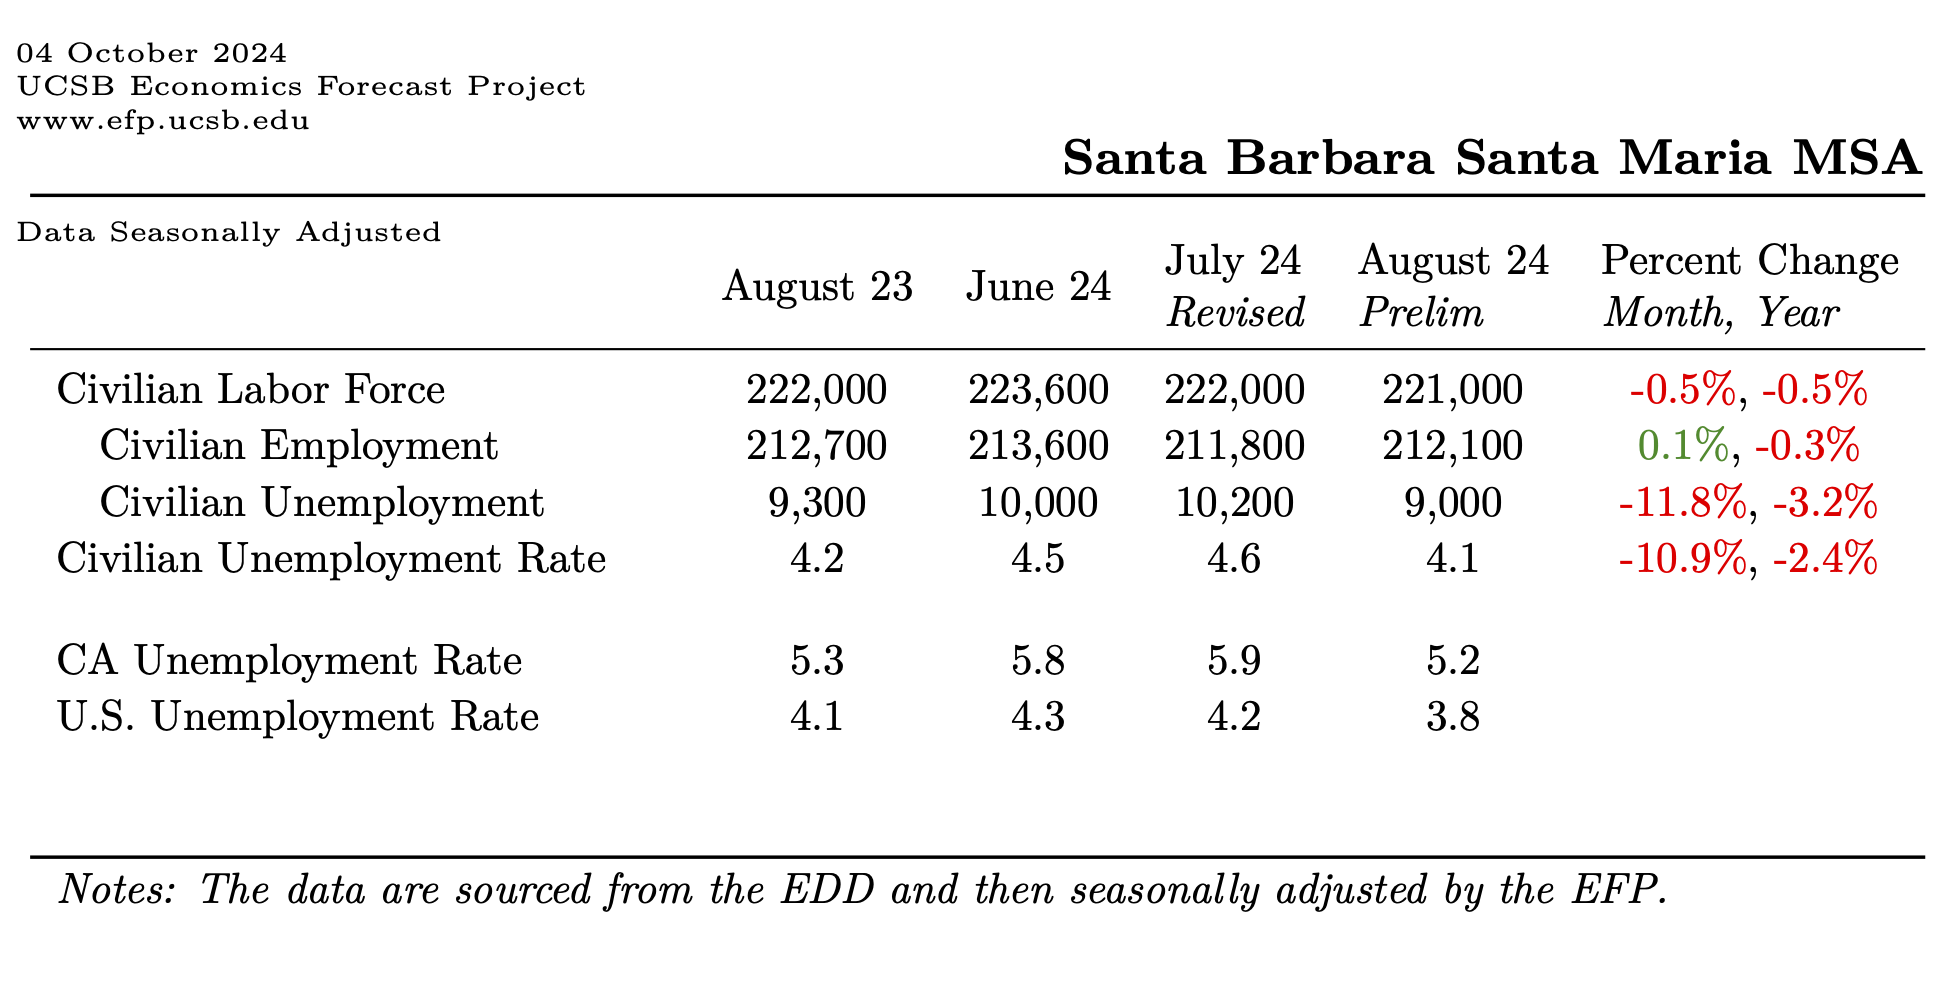 04 October 2024
UCSB Economics Forecast Project
www.efp.ucsb.edu
Santa Barbara Santa Maria MSA
Data Seasonally Adjusted
August 23 June 24 July 24 Revised August 24 Prelim Percent Change Month, Year
Civilian Labor Force 222,000 223,600 222,000 221,000 -0.5%, -0.5%
Civilian Employment 212,700 213,600 211,800 212,100 0.1%, -0.3%
Civilian Unemployment 9,300 10,000 10,200 9,000 -11.8%, -3.2%
Civilian Unemployment Rate 4.2 4.5 4.6 4.1 -10.9%, -2.4%
CA Unemployment Rate 5.3 5.8 5.9 5.2
U.S. Unemployment Rate 4.1 4.3 4.2 3.8
Notes: The data are sourced from the EDD and then seasonally adjusted by the EFP.